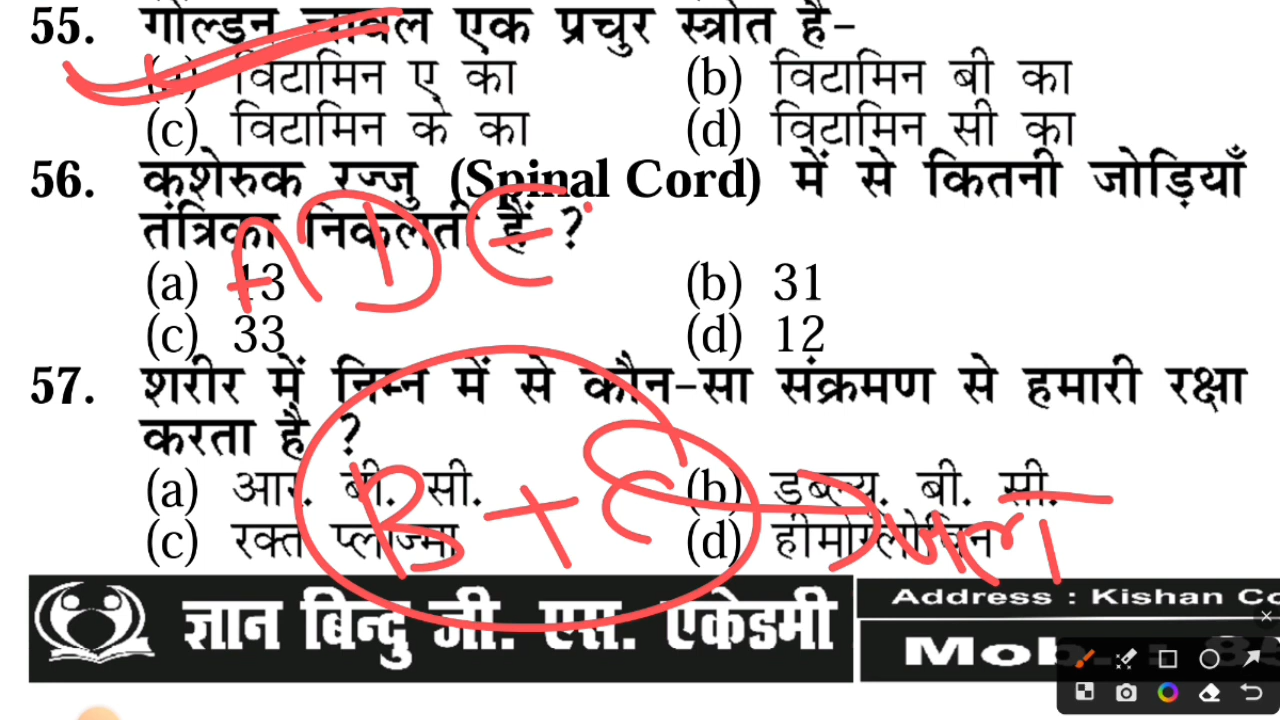 55. गोल्डन चावल एक प्रचुर स्त्रोत है-
(a) विटामिन ए का (b) विटामिन बी का
(c) विटामिन के का (d) विटामिन सी का
56. कशेरुक रज्जु (Spinal Cord) में से कितनी जोड़ियाँ
तंत्रिका निकलती हैं ?
(a) 13 (b) 31
(c) 33 (d) 12
A D E
57. शरीर में निम्न में से कौन-सा संक्रमण से हमारी रक्षा
करता है ?
(a) आर. बी. सी. (b) डब्ल्यू. बी. सी.
(c) रक्त प्लाज्मा (d) हीमोग्लोबिन
B + C
ज्ञान बिन्दु जी. एस. एकेडमी
Address : Kishan Co